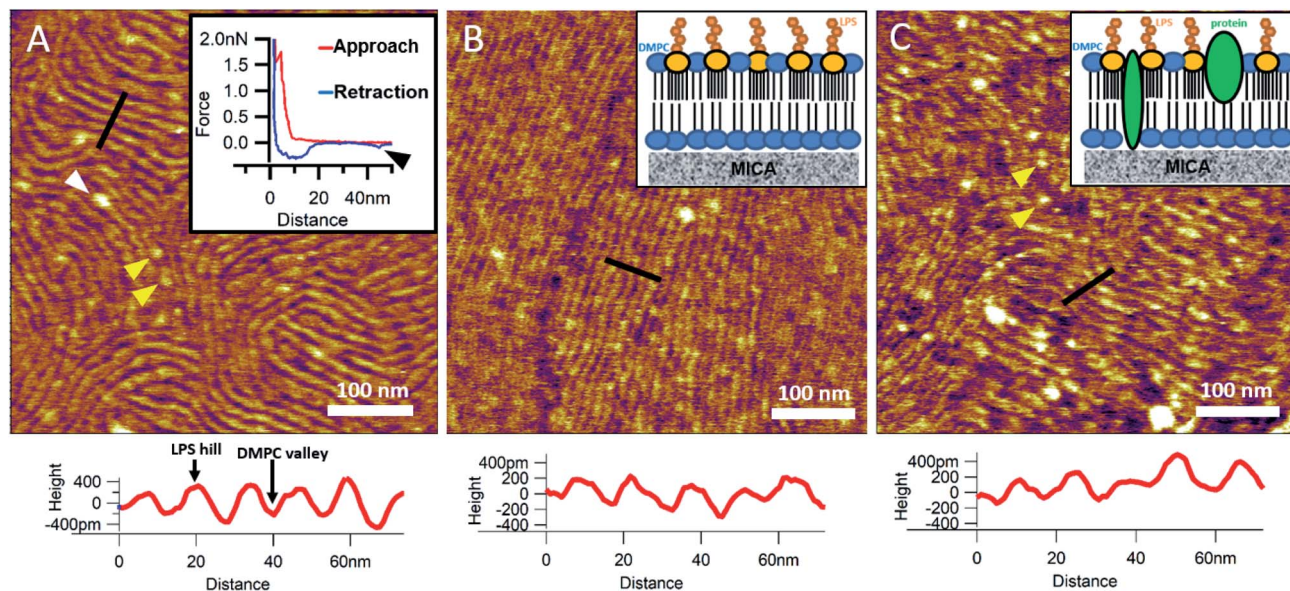 A
2.0nN
1.5
1.0
0.5
0.0
Force
Approach
Retraction
0 20 40nm
Distance
100 nm
LPS hill DMPC valley
Height
400
0
-400pm
0 20 40 60nm
Distance
B
LPS
DMPC
MICA
100 nm
Height
400pm
200
0
-200
-400
0 20 40 60nm
Distance
C
LPS protein
DMPC
MICA
100 nm
Height
400pm
200
0
-200
-400
0 20 40 60nm
Distance